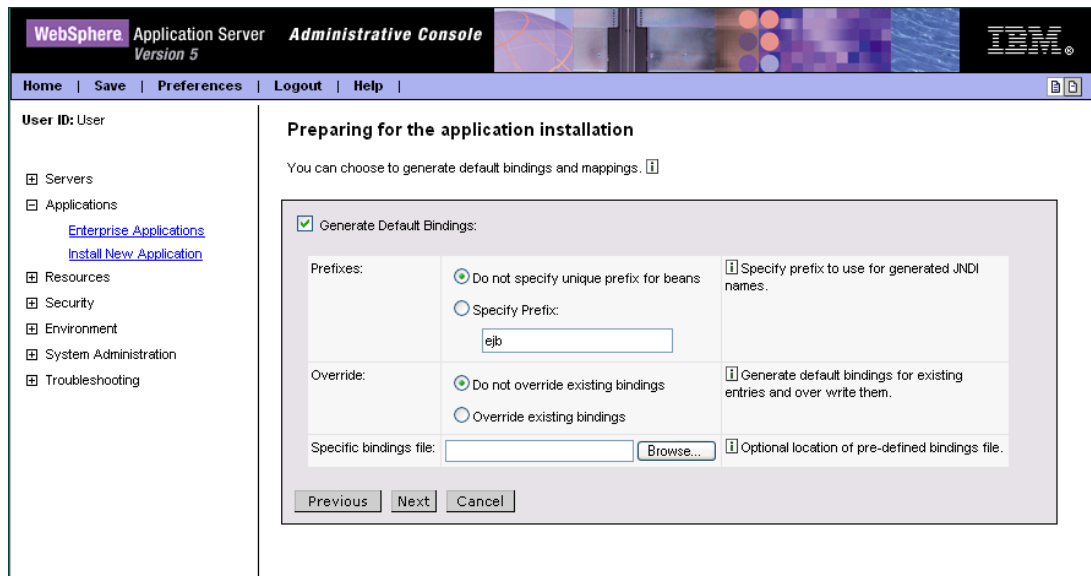 WebSphere. Application Server Administrative Console
Version 5
IBM®
Home | Save | Preferences | Logout | Help |
User ID: User
Servers
Applications
Enterprise Applications
Install New Application
Resources
Security
Environment
System Administration
Troubleshooting
Preparing for the application installation
You can choose to generate default bindings and mappings. i
Generate Default Bindings:
Prefixes:
Do not specify unique prefix for beans
Specify Prefix:
ejb
i Specify prefix to use for generated JNDI
names.
Override:
Do not override existing bindings
Override existing bindings
i Generate default bindings for existing
entries and over write them.
Specific bindings file:
Browse...
i Optional location of pre-defined bindings file.
Previous Next Cancel